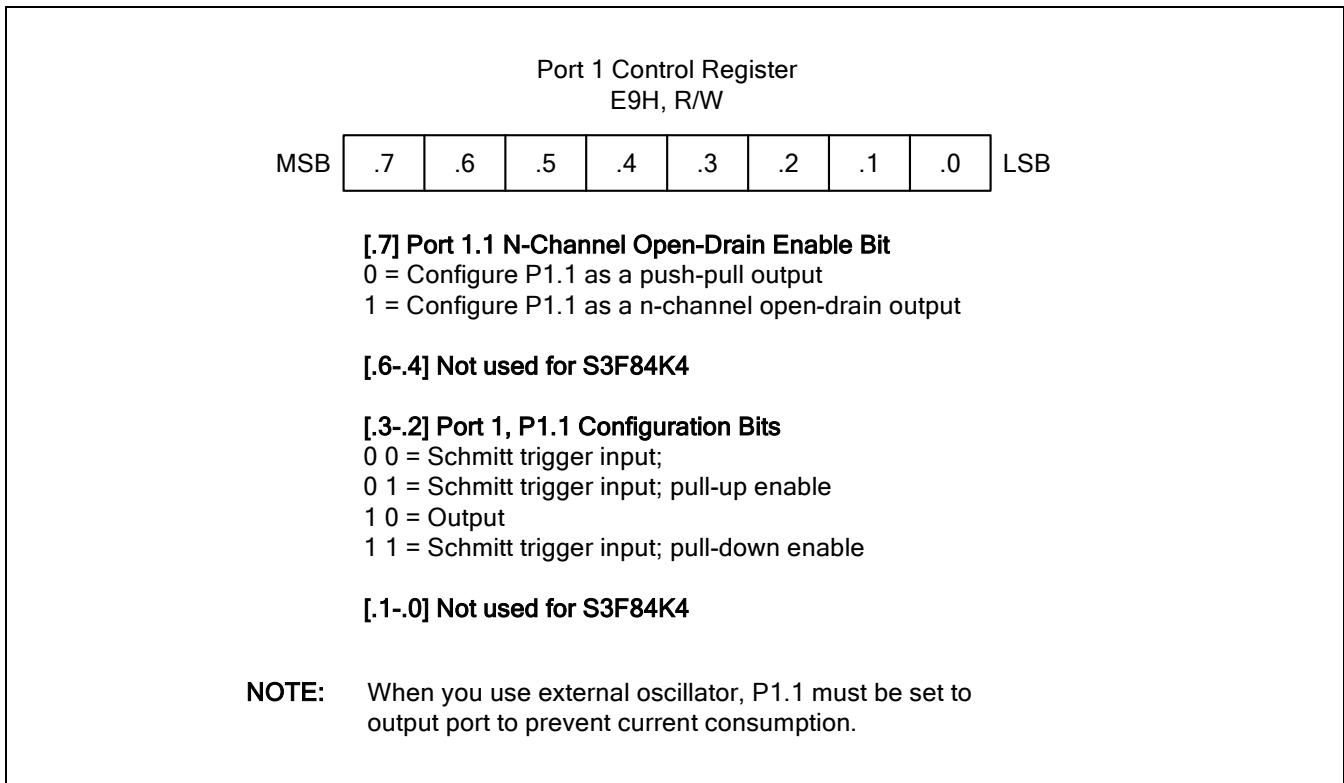 Port 1 Control Register
E9H, R/W
MSB .7 .6 .5 .4 .3 .2 .1 .0 LSB
[.7] Port 1.1 N-Channel Open-Drain Enable Bit
0 = Configure P1.1 as a push-pull output
1 = Configure P1.1 as a n-channel open-drain output
[.6-.4] Not used for S3F84K4
[.3-.2] Port 1, P1.1 Configuration Bits
0 0 = Schmitt trigger input;
0 1 = Schmitt trigger input; pull-up enable
1 0 = Output
1 1 = Schmitt trigger input; pull-down enable
[.1-.0] Not used for S3F84K4
NOTE: When you use external oscillator, P1.1 must be set to
output port to prevent current consumption.